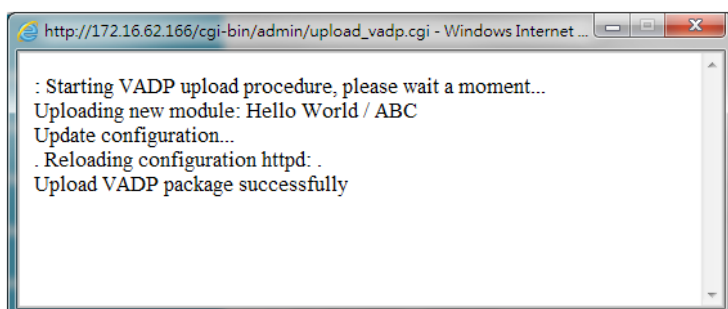 http://172.16.62.166/cgi-bin/admin/upload_vadp.cgi - Windows Internet ...
: Starting VADP upload procedure, please wait a moment...
Uploading new module: Hello World / ABC
Update configuration...
. Reloading configuration httpd: .
Upload VADP package successfully